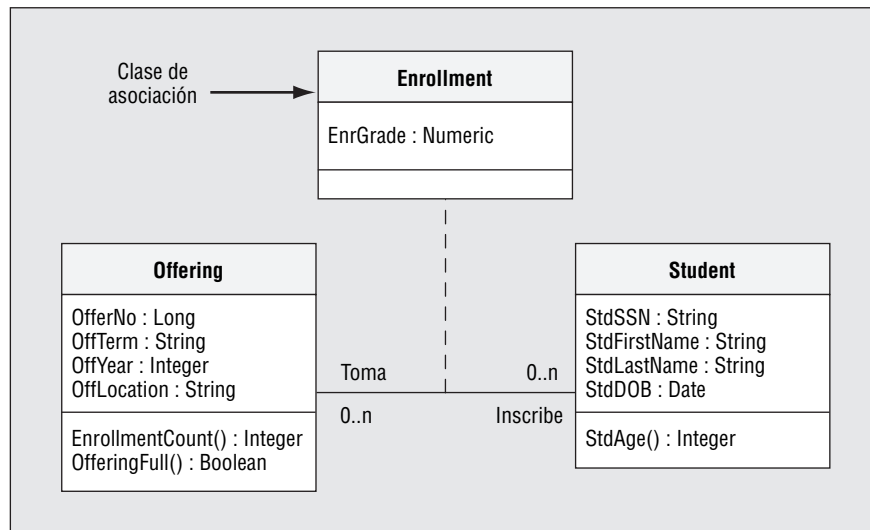 Clase de
asociación
Enrollment
EnrGrade : Numeric
Offering
OfferNo : Long
OffTerm : String
OffYear : Integer
OffLocation : String
EnrollmentCount() : Integer
OfferingFull() : Boolean
Toma
0..n
0..n
Inscribe
Student
StdSSN : String
StdFirstName : String
StdLastName : String
StdDOB : Date
StdAge() : Integer